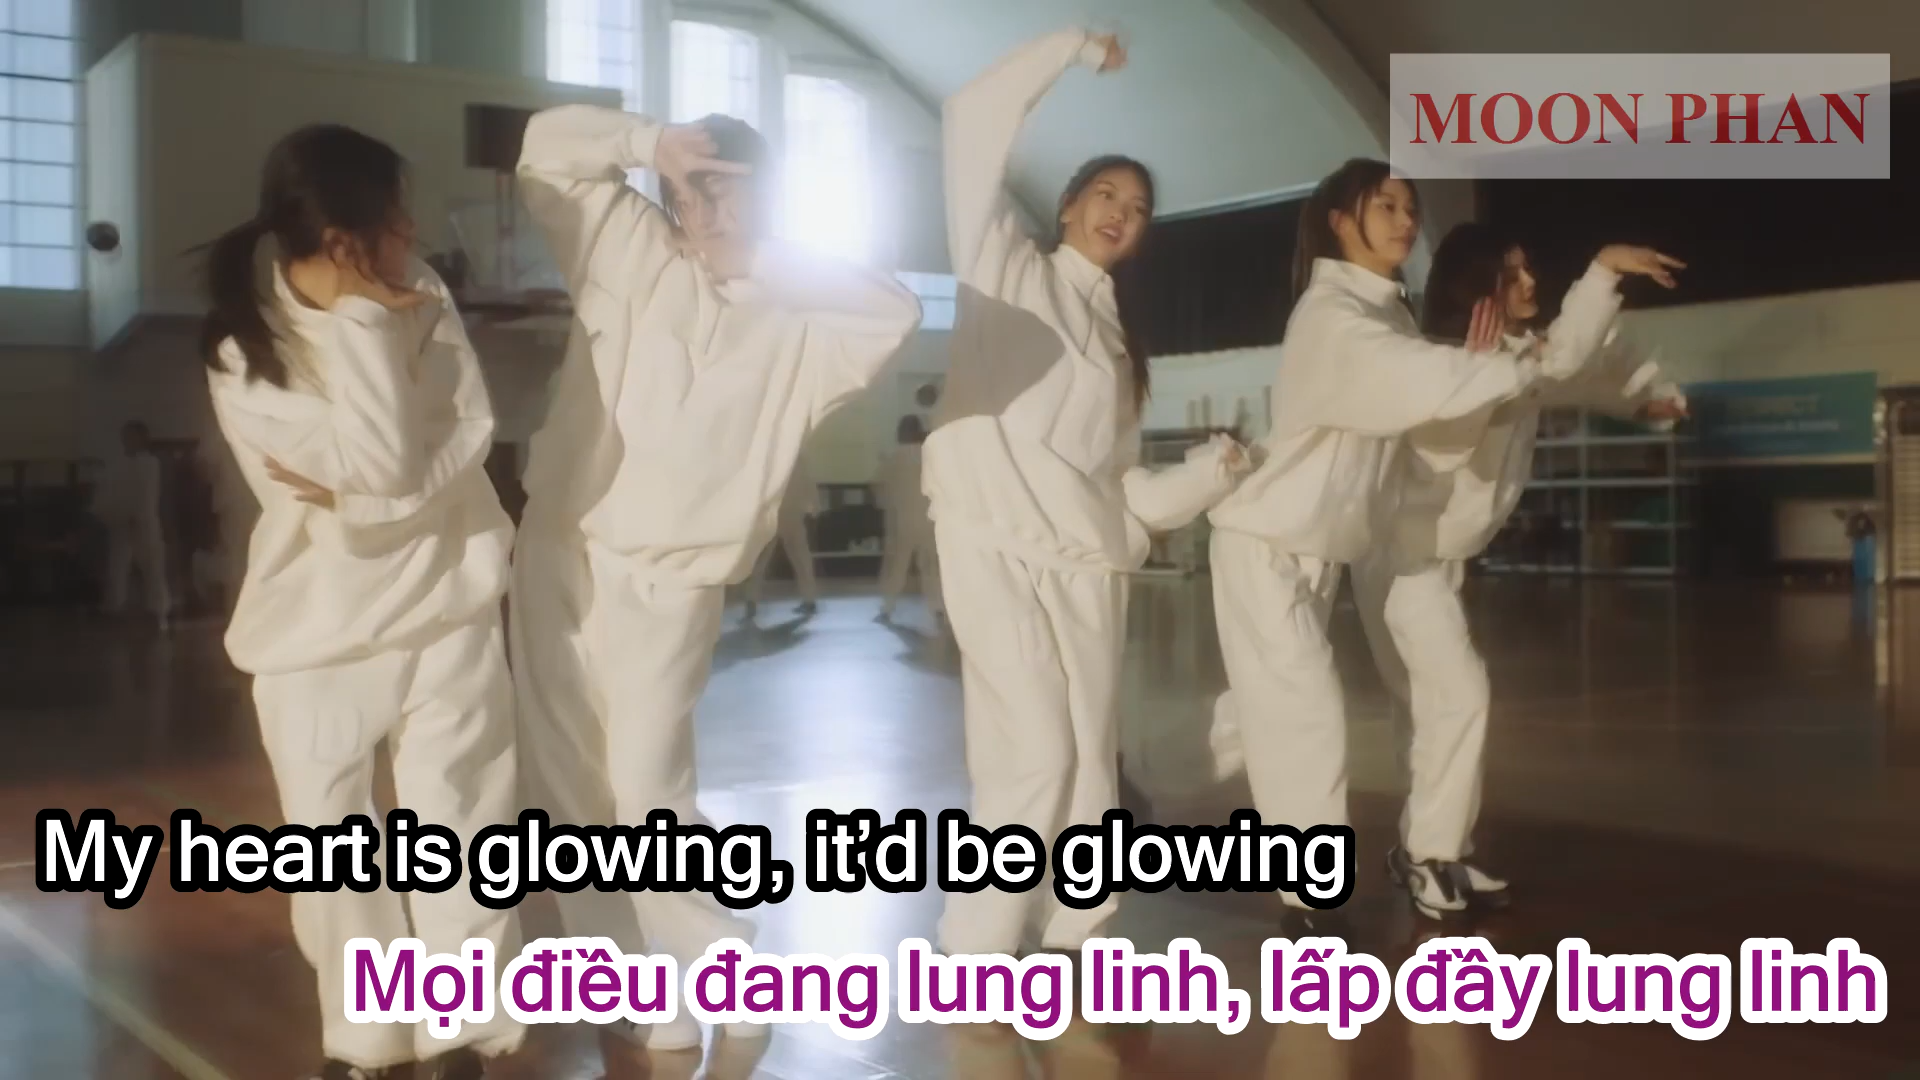 MOON PHAN
My heart is glowing, it’d be glowing
Mọi điều đang lung linh, lấp đầy lung linh